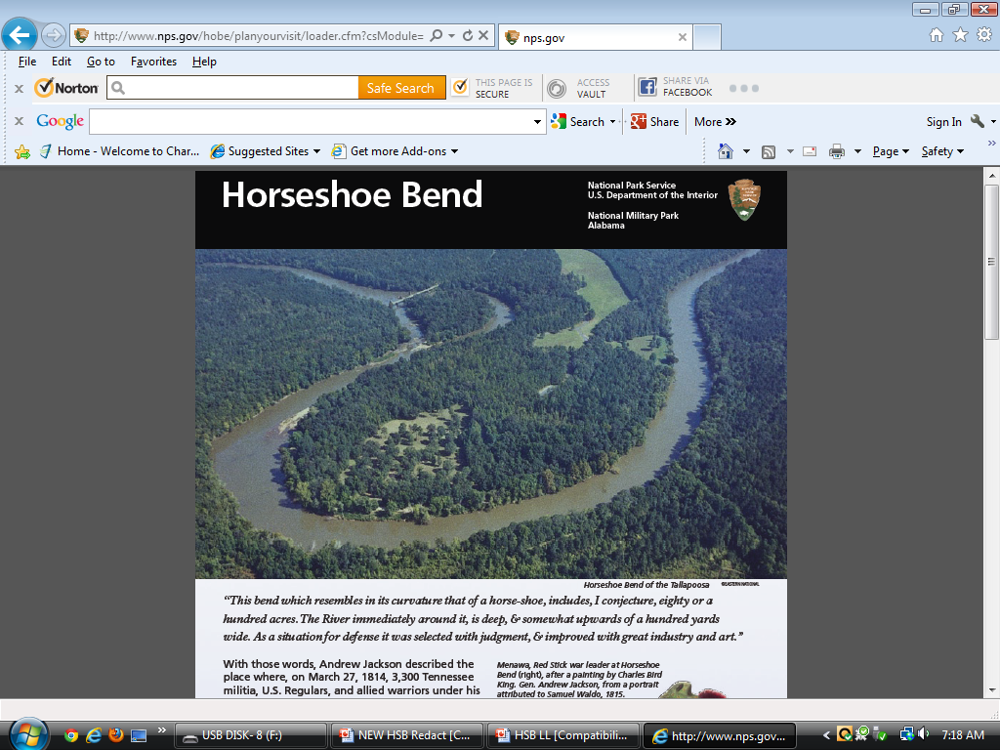 http://www.nps.gov/hobe/planyourvisit/loader.cfm?csModule=
nps.gov
File Edit Go to Favorites Help
x Norton Safe Search THIS PAGE IS SECURE ACCESS VAULT SHARE VIA FACEBOOK
x Google Search Share More Sign In
Home - Welcome to Char... Suggested Sites Get more Add-ons Page Safety
Horseshoe Bend
National Park Service
U.S. Department of the Interior
National Military Park
Alabama
Horseshoe Bend of the Tallapoosa ©EASTERN NATIONAL
“This bend which resembles in its curvature that of a horse-shoe, includes, I conjecture, eighty or a
hundred acres. The River immediately around it, is deep, & somewhat upwards of a hundred yards
wide. As a situation for defense it was selected with judgment, & improved with great industry and art.”
With those words, Andrew Jackson described the
place where, on March 27, 1814, 3,300 Tennessee
militia, U.S. Regulars, and allied warriors under his
Menawa, Red Stick war leader at Horseshoe
Bend (right), after a painting by Charles Bird
King. Gen. Andrew Jackson, from a portrait
attributed to Samuel Waldo, 1815.
USB DISK- 8 (F:) NEW HSB Redact [C... HSB LL [Compatibili... http://www.nps.gov... 7:18 AM